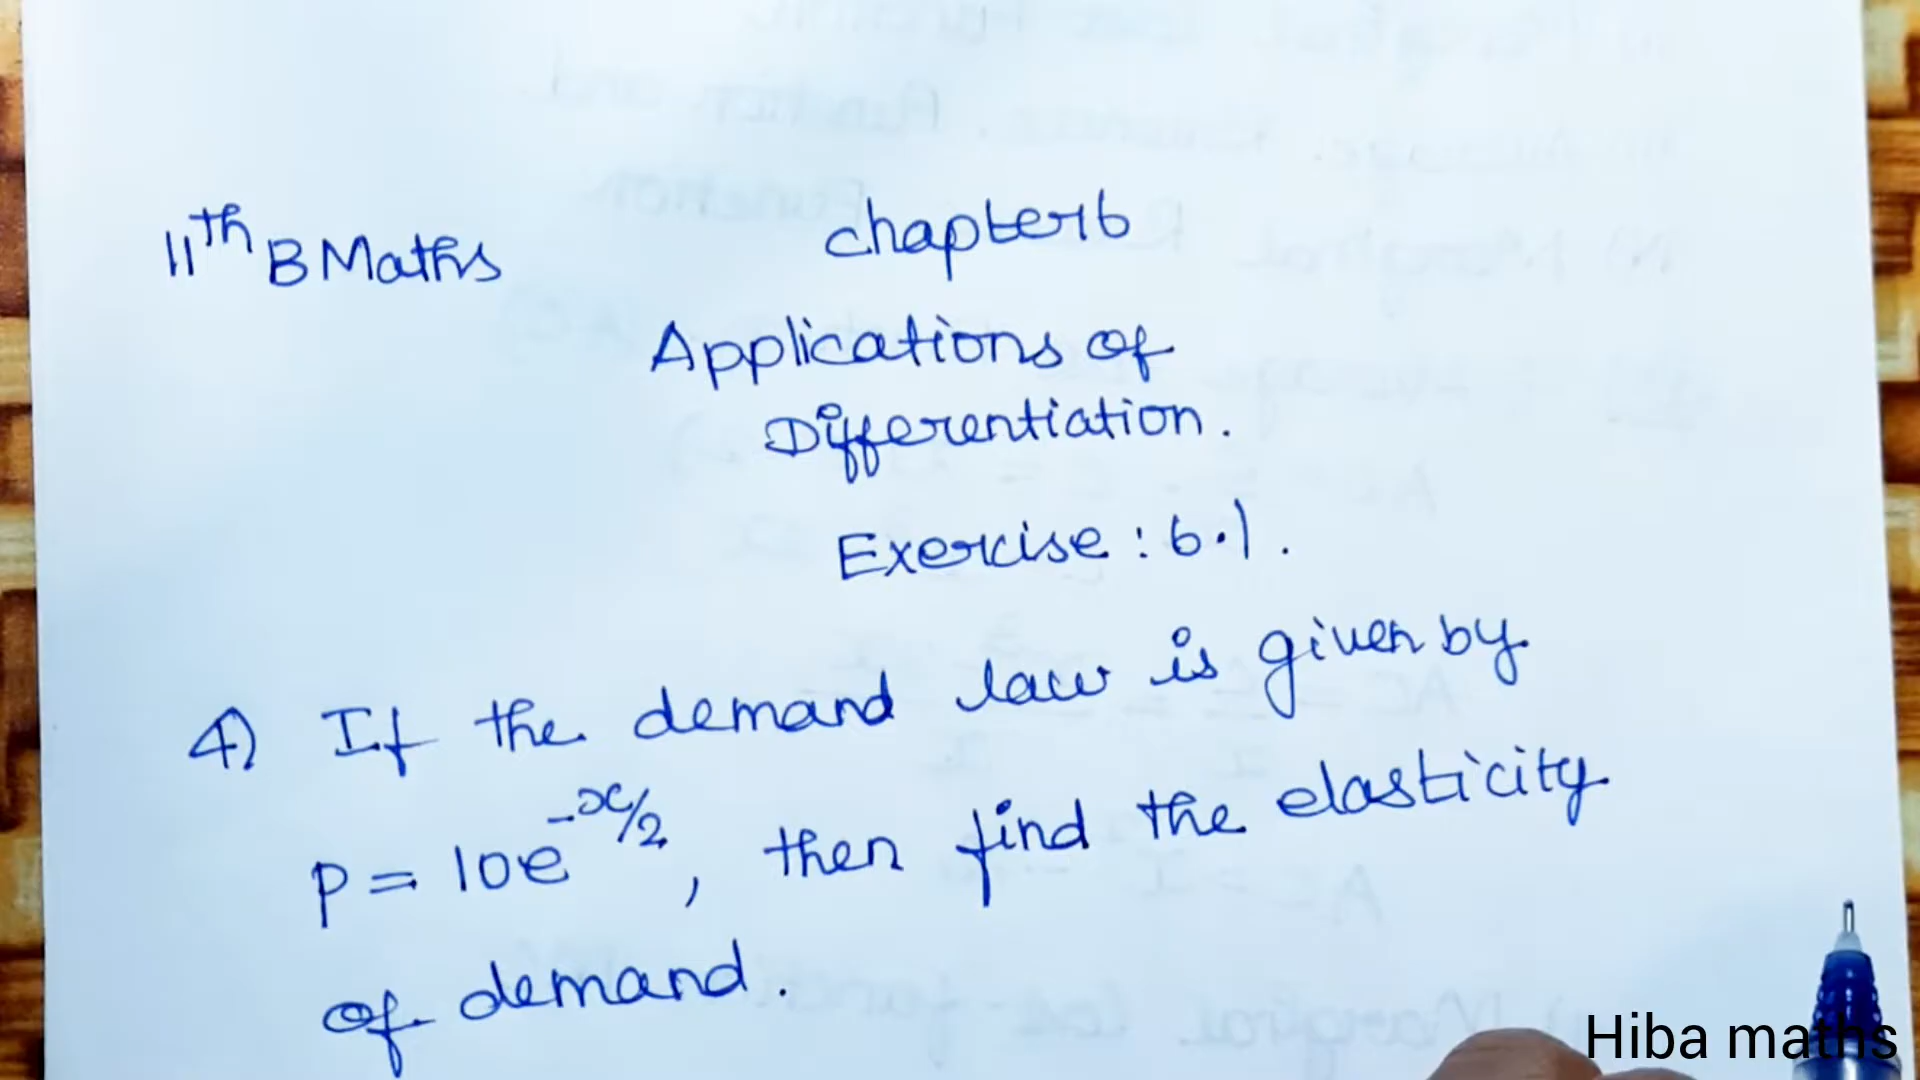 11th B Maths
chapter 6
Applications of
Differentiation.
Exercise : 6.1.
4) If the demand law is given by
p = 10e^-x/2, then find the elasticity
of demand.
Hiba maths